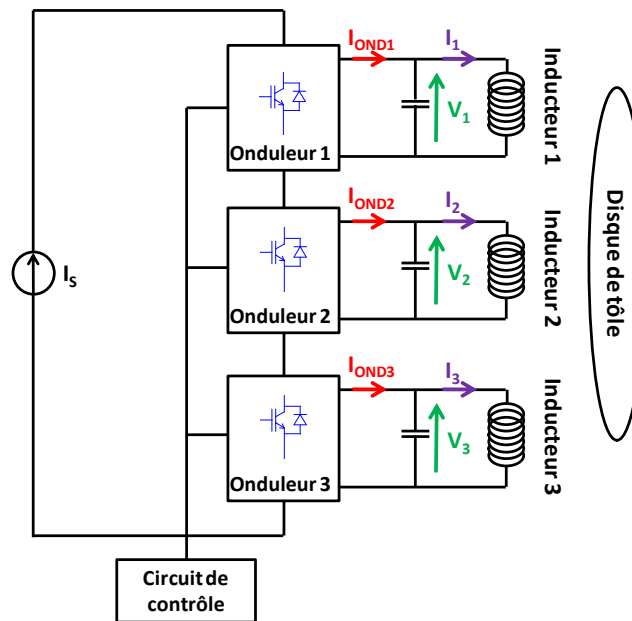 I_OND1
I_1
V_1
Onduleur 1
Inducteur 1
I_S
I_OND2
I_2
V_2
Onduleur 2
Inducteur 2
Disque de tôle
I_OND3
I_3
V_3
Onduleur 3
Inducteur 3
Circuit de
contrôle